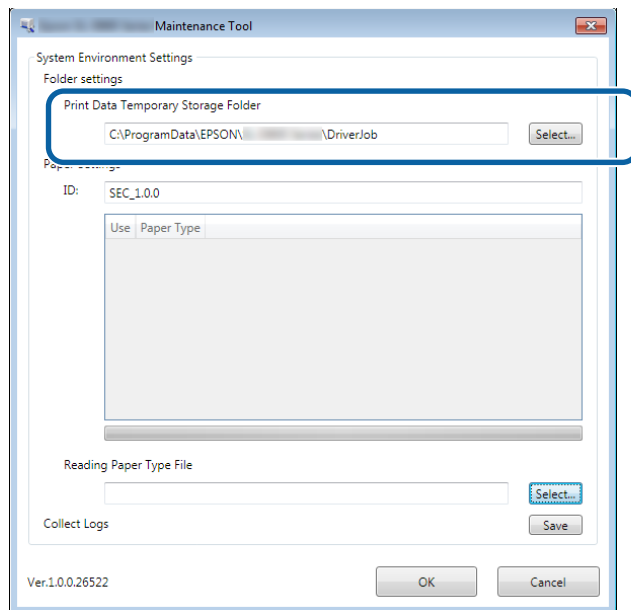 Maintenance Tool
System Environment Settings
Folder settings
Print Data Temporary Storage Folder
C:\ProgramData\EPSON\ \DriverJob Select...
ID: SEC_1.0.0
Use Paper Type
Reading Paper Type File
Select...
Collect Logs Save
Ver.1.0.0.26522 OK Cancel